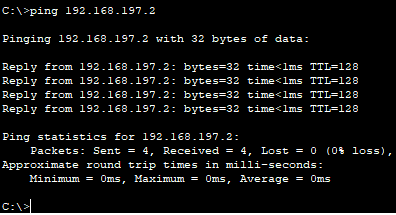 C:\>ping 192.168.197.2
Pinging 192.168.197.2 with 32 bytes of data:
Reply from 192.168.197.2: bytes=32 time<1ms TTL=128
Reply from 192.168.197.2: bytes=32 time<1ms TTL=128
Reply from 192.168.197.2: bytes=32 time<1ms TTL=128
Reply from 192.168.197.2: bytes=32 time<1ms TTL=128
Ping statistics for 192.168.197.2:
    Packets: Sent = 4, Received = 4, Lost = 0 (0% loss),
Approximate round trip times in milli-seconds:
    Minimum = 0ms, Maximum = 0ms, Average = 0ms
C:\>